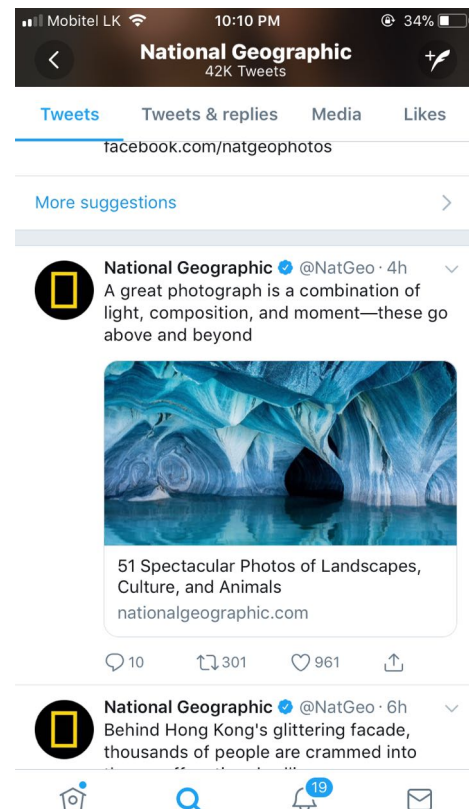 Mobitel LK 10:10 PM 34%
National Geographic
42K Tweets
Tweets Tweets & replies Media Likes
facebook.com/natgeophotos
More suggestions
National Geographic @NatGeo · 4h
A great photograph is a combination of
light, composition, and moment—these go
above and beyond
51 Spectacular Photos of Landscapes,
Culture, and Animals
nationalgeographic.com
10 301 961
National Geographic @NatGeo · 6h
Behind Hong Kong's glittering facade,
thousands of people are crammed into
19